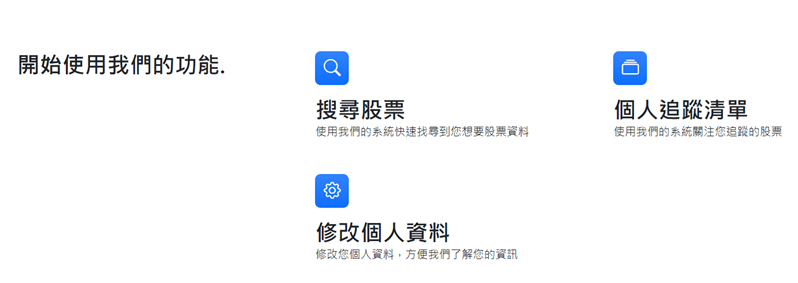 開始使用我們的功能.
搜尋股票
使用我們的系統快速找尋到您想要股票資料
個人追蹤清單
使用我們的系統關注您追蹤的股票
修改個人資料
修改您個人資料，方便我們了解您的資訊